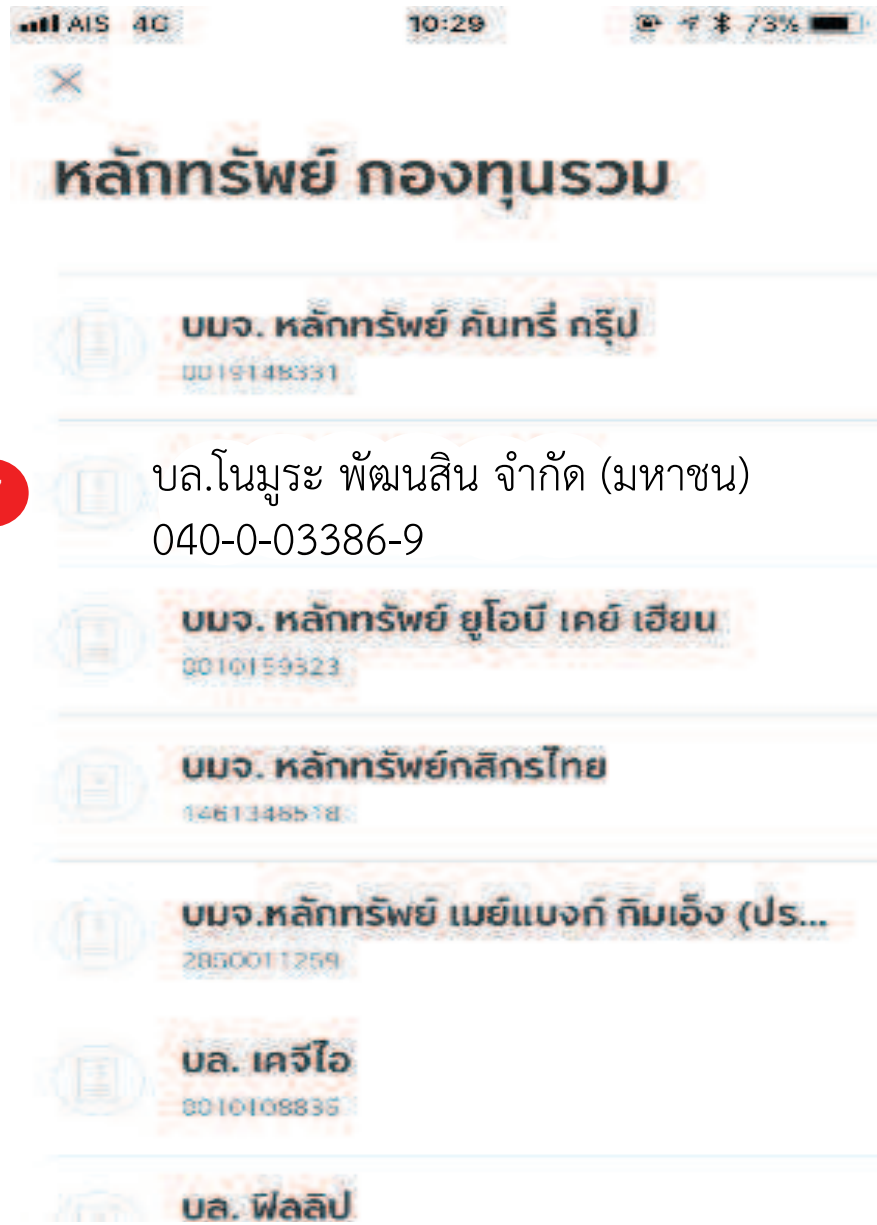 AIS 4G 10:29 73%
หลักทรัพย์ กองทุนรวม
บมจ. หลักทรัพย์ คันทรี่ กรุ๊ป
0019148331
บล.โนมูระ พัฒนสิน จำกัด (มหาชน)
040-0-03386-9
บมจ. หลักทรัพย์ ยูโอบี เคย์ เฮียน
0010159323
บมจ. หลักทรัพย์กสิกรไทย
1461346518
บมจ.หลักทรัพย์ เมย์แบงก์ กิมเอ็ง (ปร...
2850011259
บล. เคจีไอ
0010108835
บล. ฟิลลิป